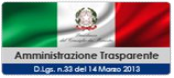 Amministrazione Trasparente
D.Lgs. n.33 del 14 Marzo 2013